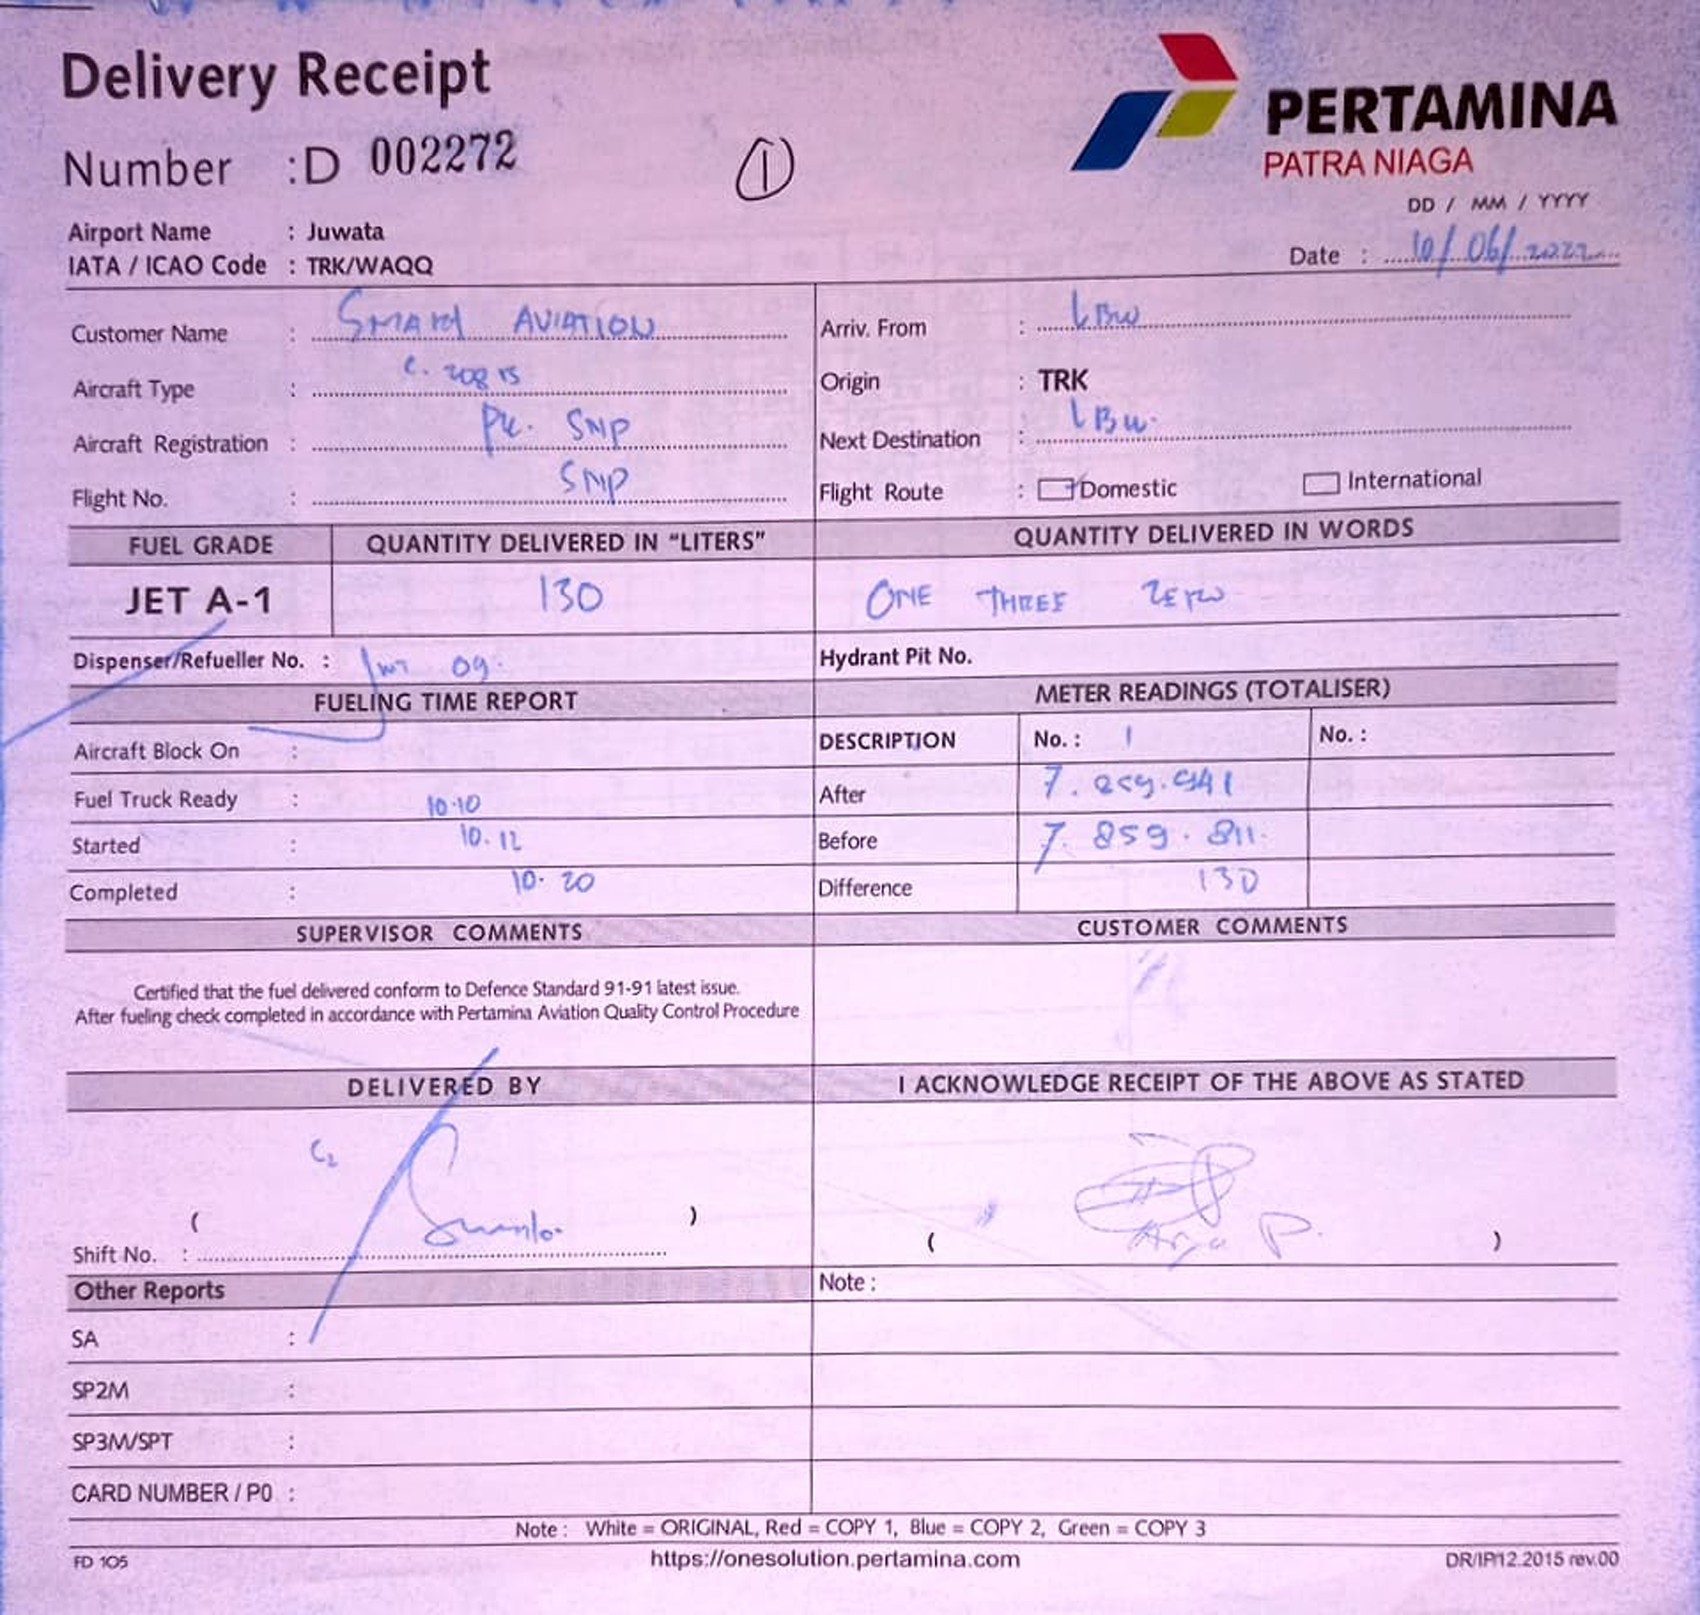 Delivery Receipt
Number : D 002272
1
PERTAMINA
PATRA NIAGA
DD / MM / YYYY
Airport Name : Juwata
IATA / ICAO Code : TRK/WAQQ
Date : 10/06/2022
Customer Name : SMART AVIATION
Arriv. From : LBW
Aircraft Type : C. 208 B
Origin : TRK
Aircraft Registration : PK. SNP
Next Destination : LBW.
Flight No. : SNP
Flight Route : Domestic International
FUEL GRADE QUANTITY DELIVERED IN "LITERS" QUANTITY DELIVERED IN WORDS
JET A-1 130 ONE THREE ZERO
Dispenser/Refueller No. : 09.
Hydrant Pit No.
FUELING TIME REPORT METER READINGS (TOTALISER)
Aircraft Block On :
DESCRIPTION No. : 1 No. :
Fuel Truck Ready : 10.10
After 7.859.941
Started : 10.12
Before 7.859.811.
Completed : 10.20
Difference 130
SUPERVISOR COMMENTS CUSTOMER COMMENTS
Certified that the fuel delivered conform to Defence Standard 91-91 latest issue.
After fueling check completed in accordance with Pertamina Aviation Quality Control Procedure
DELIVERED BY I ACKNOWLEDGE RECEIPT OF THE ABOVE AS STATED
C2
( )
Shift No. :
( Arya P. )
Other Reports Note :
SA :
SP2M :
SP3M/SPT :
CARD NUMBER / P0 :
Note : White = ORIGINAL, Red = COPY 1, Blue = COPY 2, Green = COPY 3
FD 105 https://onesolution.pertamina.com DR/IP/12.2015 rev.00